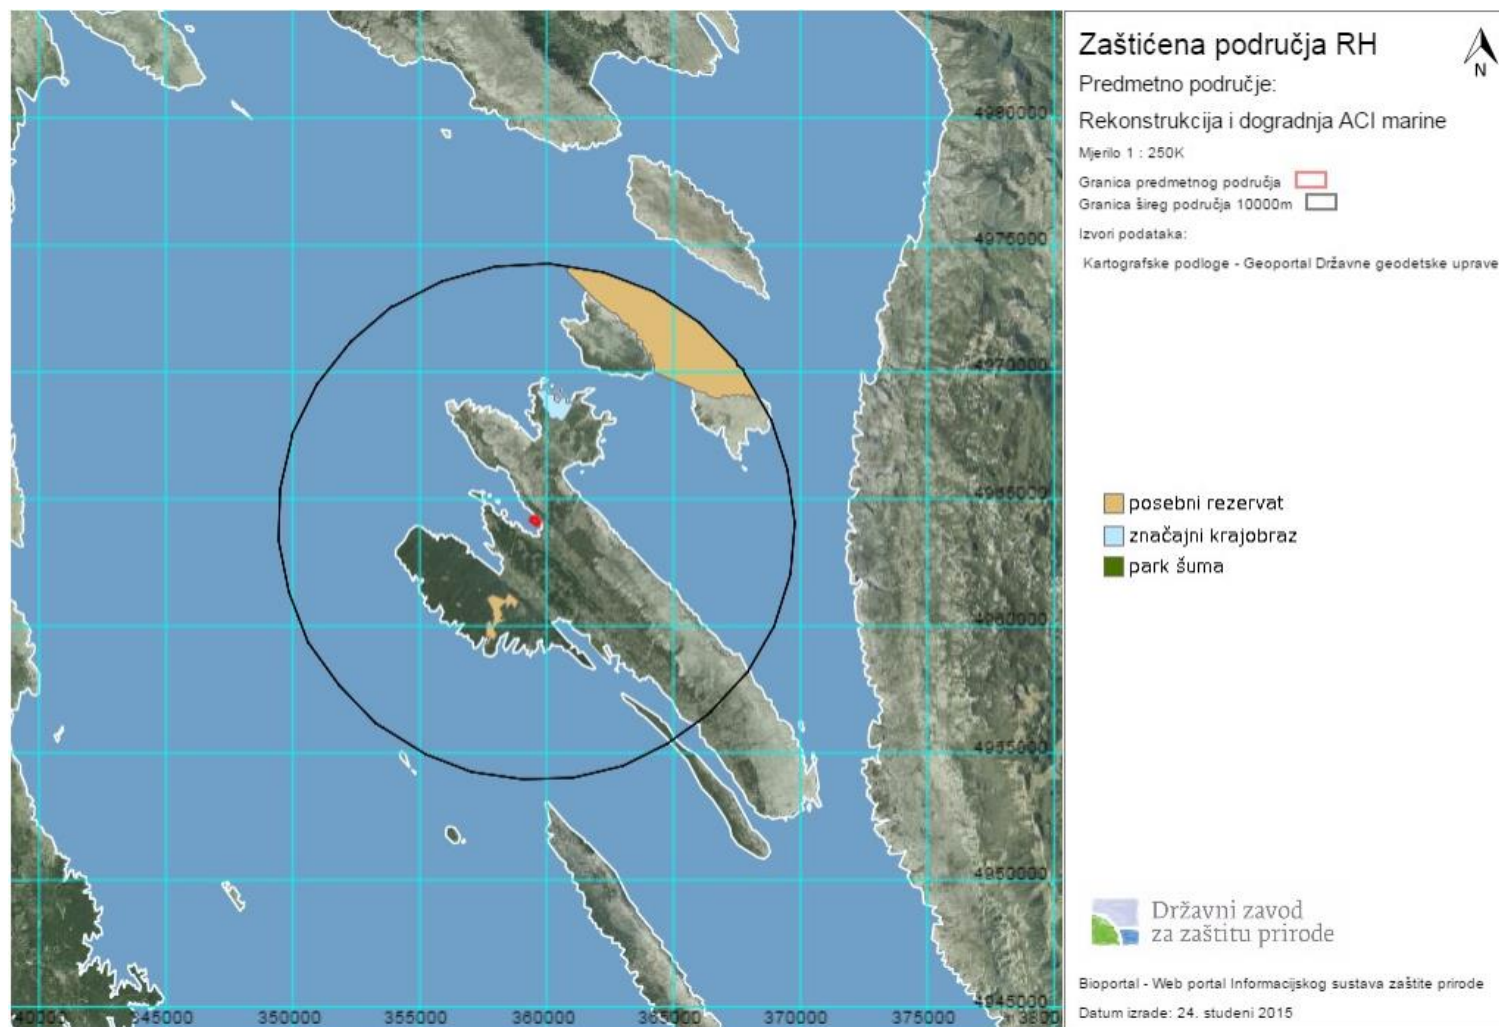 Zaštićena područja RH
N
Predmetno područje:
Rekonstrukcija i dogradnja ACI marine
Mjerilo 1 : 250K
Granica predmetnog područja
Granica šireg područja 10000m
Izvori podataka:
Kartografske podloge - Geoportal Državne geodetske uprave
4980000
4975000
4970000
4965000
4960000
4955000
4950000
4945000
345000
350000
355000
360000
365000
370000
375000
posebni rezervat
značajni krajobraz
park šuma
Državni zavod
za zaštitu prirode
Bioportal - Web portal Informacijskog sustava zaštite prirode
Datum izrade: 24. studeni 2015